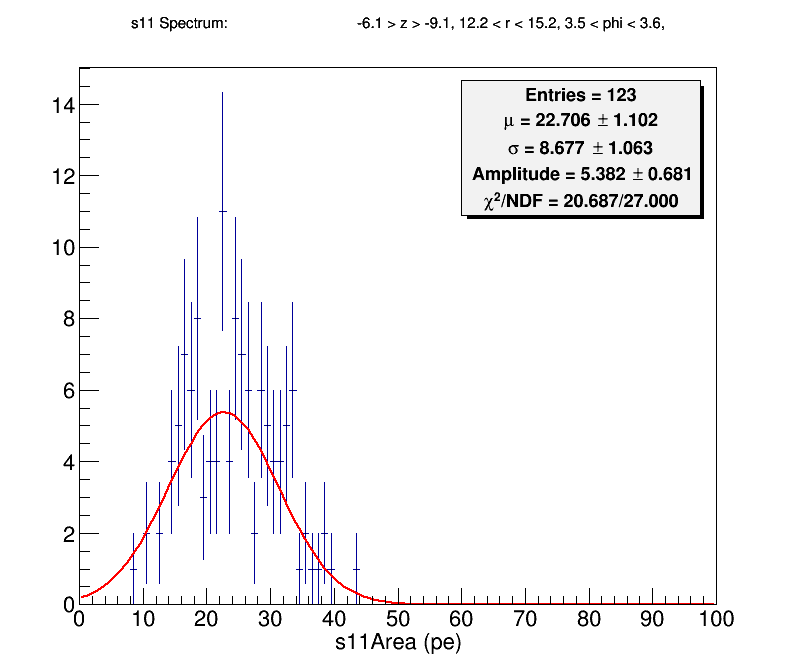 s11 Spectrum: -6.1 > z > -9.1, 12.2 < r < 15.2, 3.5 < phi < 3.6,
Entries = 123
μ = 22.706 ± 1.102
σ = 8.677 ± 1.063
Amplitude = 5.382 ± 0.681
χ²/NDF = 20.687/27.000
14
12
10
8
6
4
2
0
0 10 20 30 40 50 60 70 80 90 100
s11Area (pe)